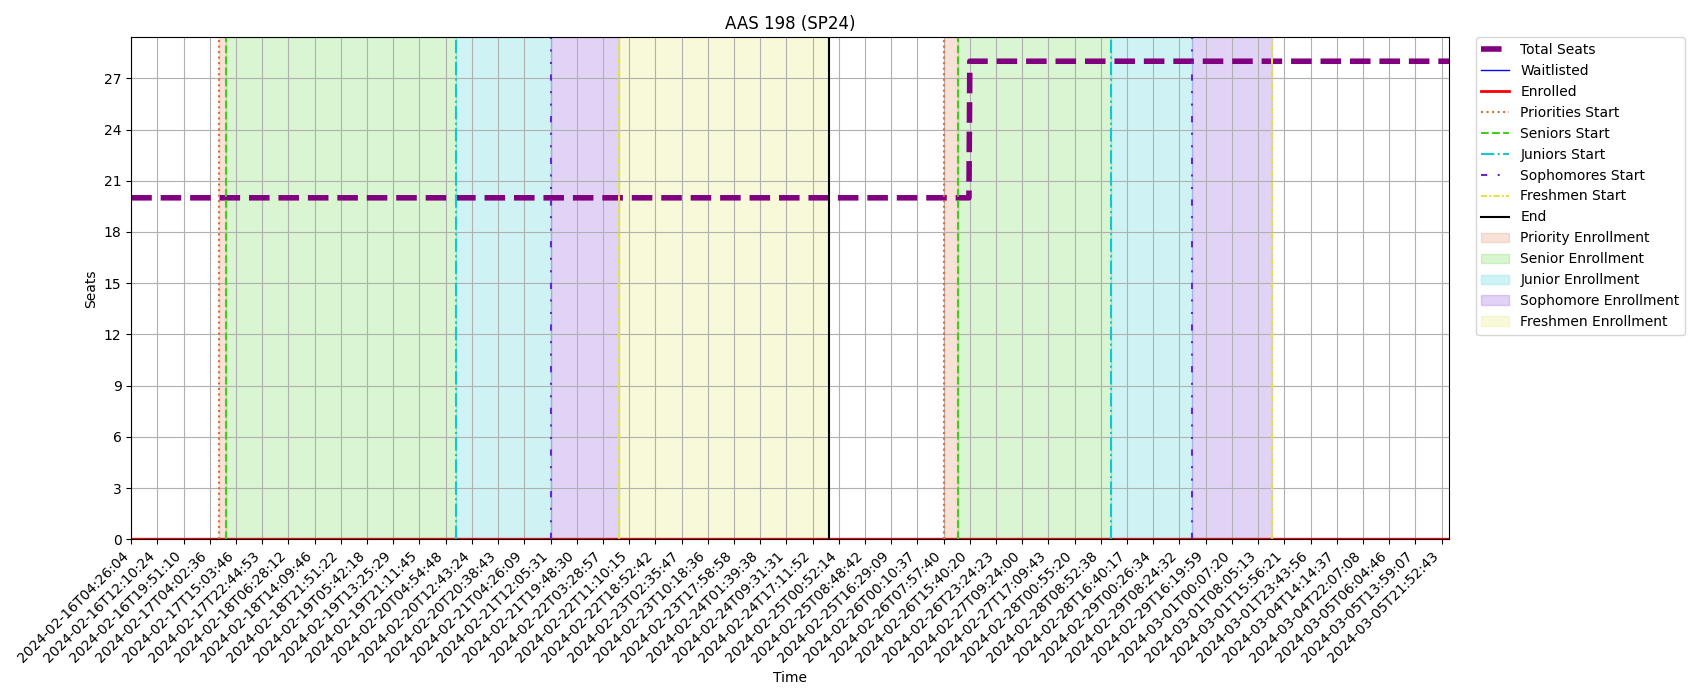 AAS 198 (SP24)
27
24
21
18
15
12
9
6
3
0
Seats
2024-02-16T04:26:04
2024-02-16T12:10:24
2024-02-16T19:51:10
2024-02-17T04:02:36
2024-02-17T15:03:46
2024-02-17T22:44:53
2024-02-18T06:28:12
2024-02-18T14:09:46
2024-02-18T21:51:22
2024-02-19T05:42:18
2024-02-19T13:25:29
2024-02-19T21:11:45
2024-02-20T04:54:48
2024-02-20T12:43:24
2024-02-20T20:38:43
2024-02-21T04:26:09
2024-02-21T12:05:31
2024-02-21T19:48:30
2024-02-22T03:28:57
2024-02-22T11:10:15
2024-02-22T18:52:42
2024-02-23T02:35:47
2024-02-23T10:18:36
2024-02-23T17:58:58
2024-02-24T01:39:38
2024-02-24T09:31:31
2024-02-24T17:11:52
2024-02-25T00:52:14
2024-02-25T08:48:42
2024-02-25T16:29:09
2024-02-26T00:10:37
2024-02-26T07:57:40
2024-02-26T15:40:20
2024-02-26T23:24:23
2024-02-27T09:24:00
2024-02-27T17:09:43
2024-02-28T00:55:20
2024-02-28T08:52:38
2024-02-28T16:40:17
2024-02-29T00:26:34
2024-02-29T08:24:32
2024-02-29T16:19:59
2024-03-01T00:07:20
2024-03-01T08:05:13
2024-03-01T15:56:21
2024-03-01T23:43:56
2024-03-04T14:14:37
2024-03-04T22:07:08
2024-03-05T06:04:46
2024-03-05T13:59:07
2024-03-05T21:52:43
Time
Total Seats
Waitlisted
Enrolled
Priorities Start
Seniors Start
Juniors Start
Sophomores Start
Freshmen Start
End
Priority Enrollment
Senior Enrollment
Junior Enrollment
Sophomore Enrollment
Freshmen Enrollment